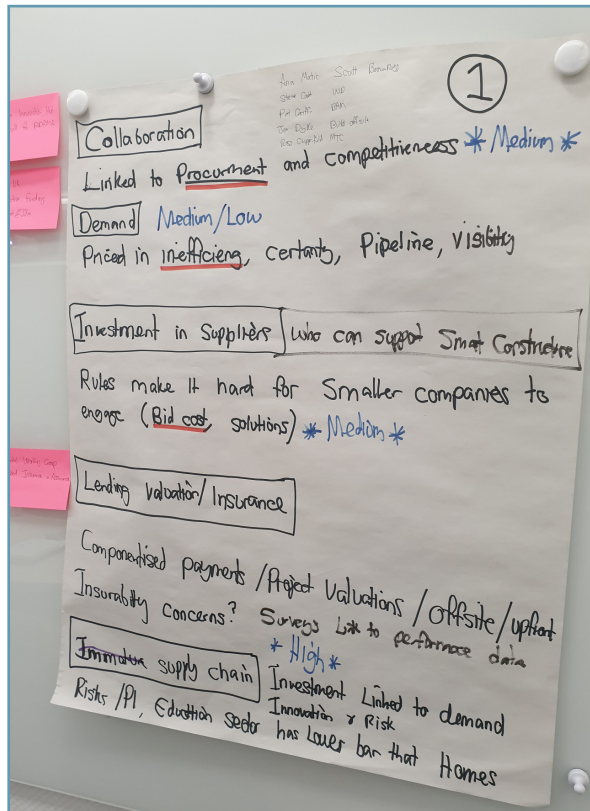 Scott
1
Collaboration
Linked to Procurment and competitiveness * Medium *
Demand Medium/Low
Priced in inefficieng, certanty, Pipeline, visibility
Investment in Suppliers who can support Smart
Rules make it hard for Smaller companies to
engage (Bid cost, solutions) * Medium *
Lending valuation/Insurance
Componentised payments /Project Valuations /offsite/upfront
Insurability concerns? Surveys Link to performance data
* High *
Immature supply chain Investment Linked to demand
Innovation & Risk
Risks /PI, Education sector has Lower bar that Homes